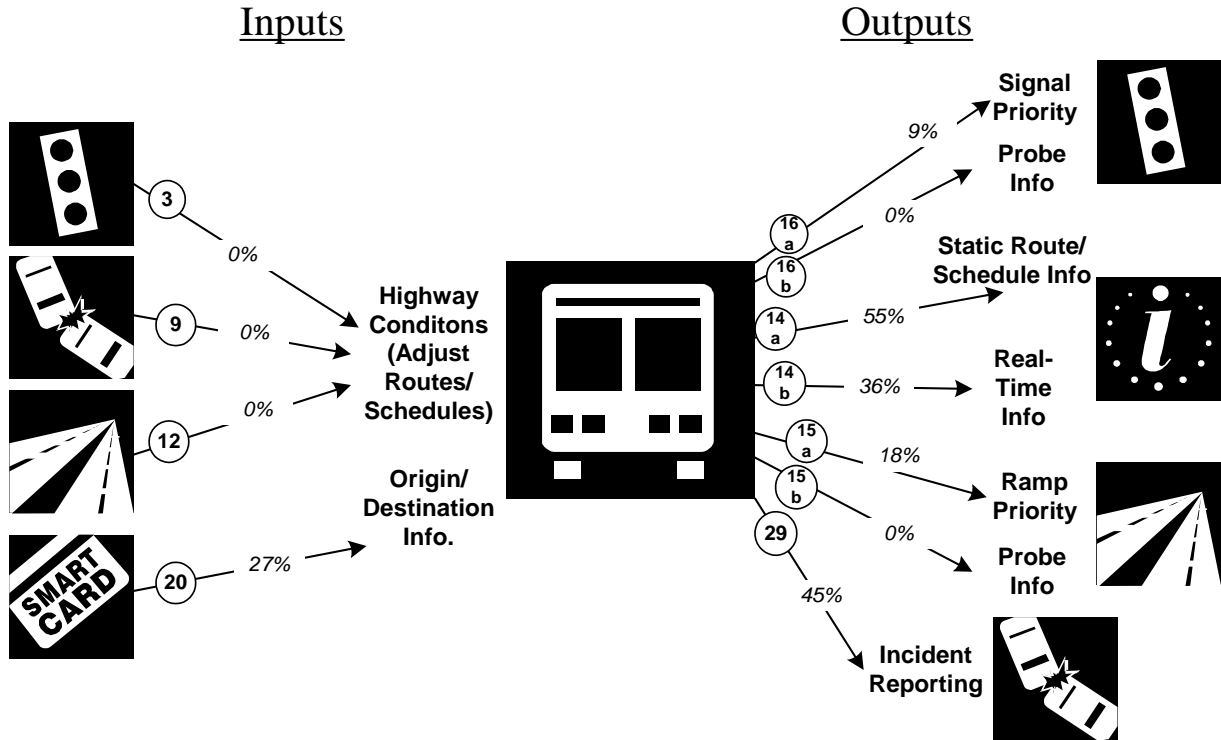 Inputs
Outputs
3
0%
9
0%
12
0%
20
27%
Highway
Conditons
(Adjust
Routes/
Schedules)
Origin/
Destination
Info.
SMART
CARD
16
a
9%
Signal
Priority
16
b
0%
Probe
Info
14
a
55%
Static Route/
Schedule Info
i
14
b
36%
Real-
Time
Info
15
a
18%
Ramp
Priority
15
b
0%
Probe
Info
29
45%
Incident
Reporting